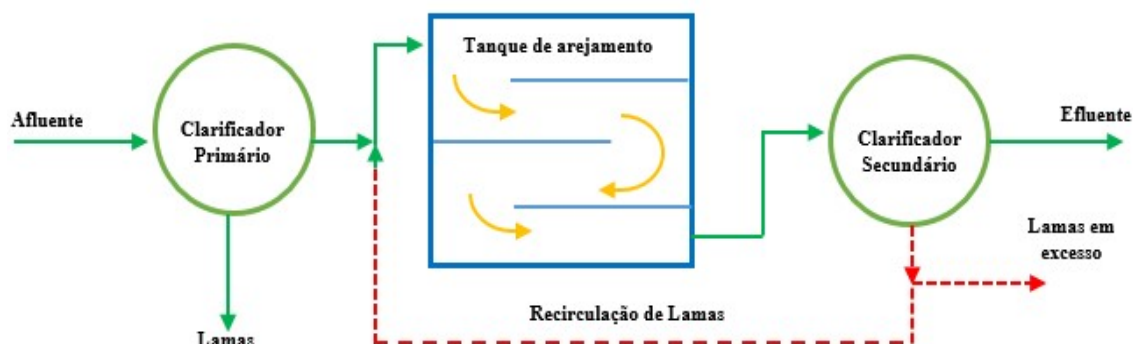 Tanque de arejamento
Afluente
Clarificador
Primário
Clarificador
Secundário
Efluente
Lamas em
excesso
Recirculação de Lamas
Lamas